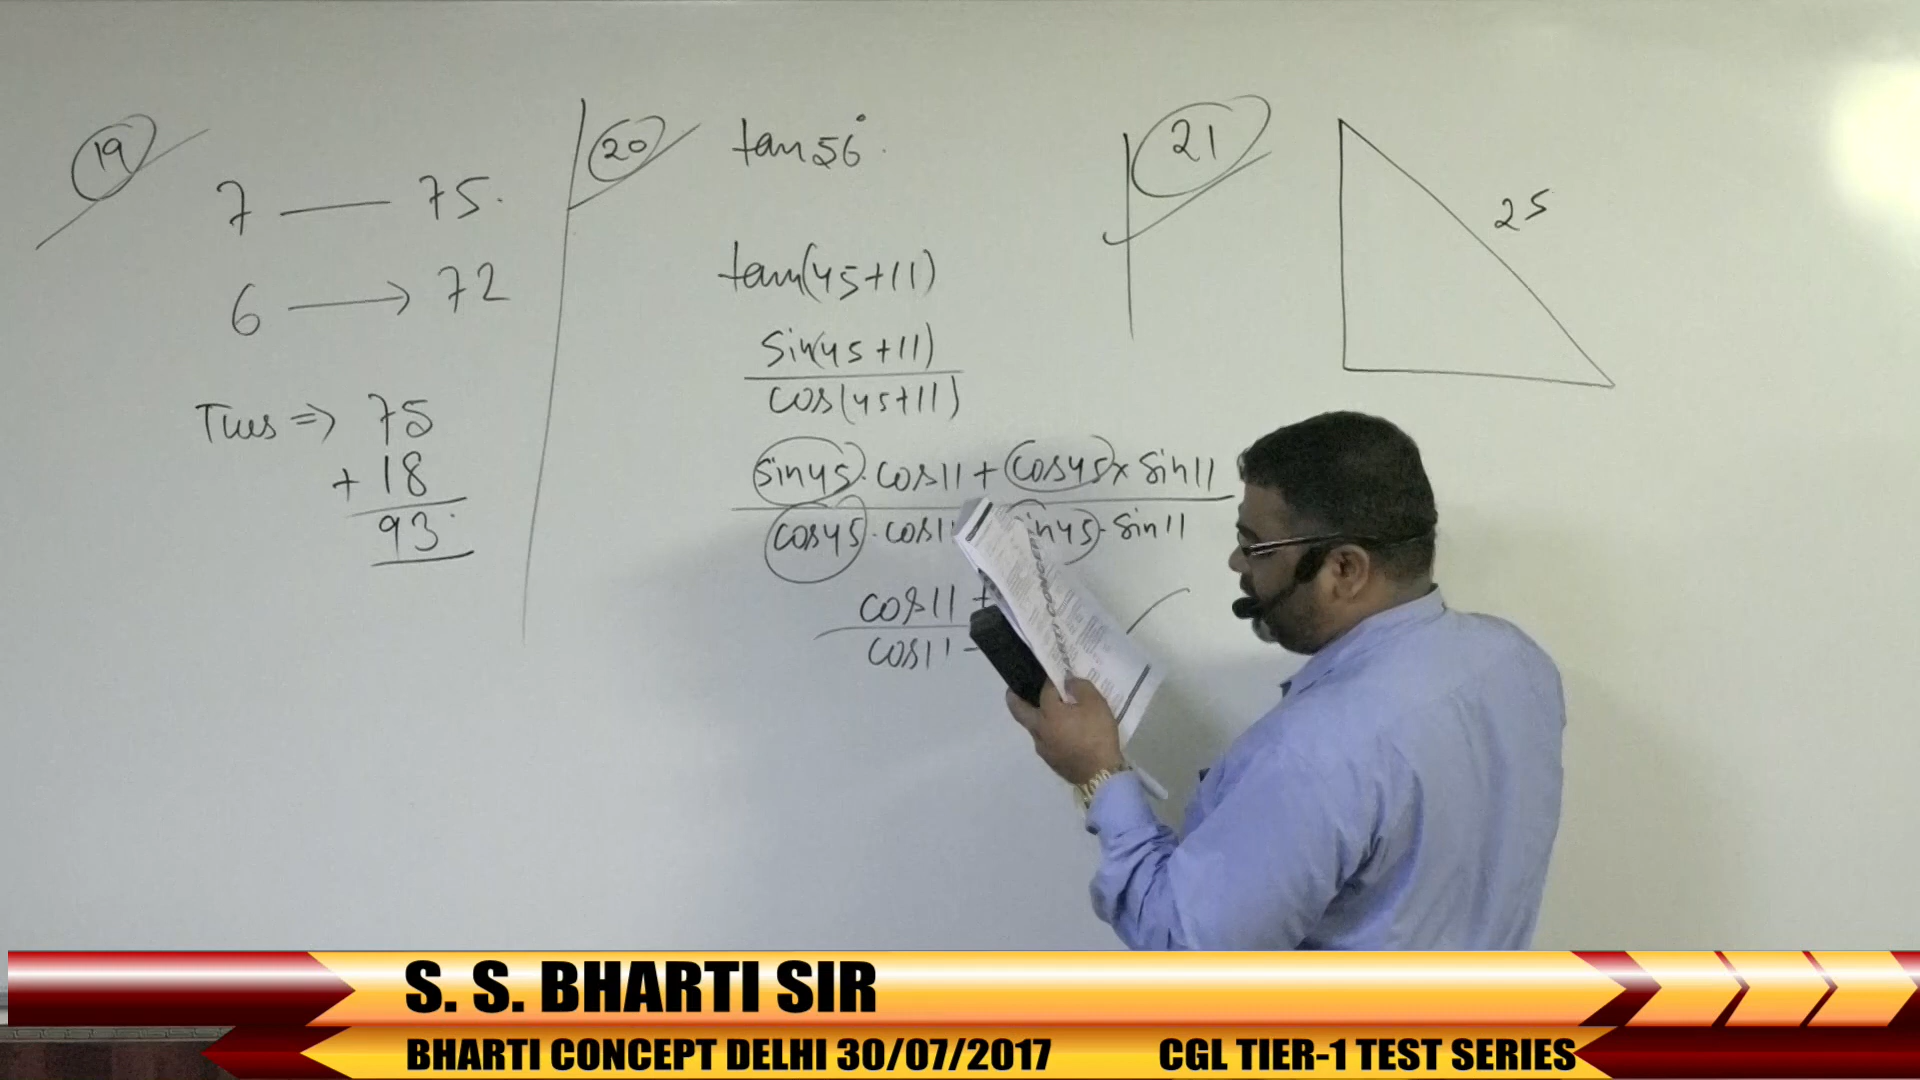 19
7 — 75.
6 → 72
Tues ⇒ 75
+ 18
93
20
tan 56°
tan(45+11)
sin(45+11)
cos(45+11)
sin45 · cos11 + cos45 × sin11
cos45 · cos11 sin45 · sin11
cos11 +
cos11 -
21
25
S. S. BHARTI SIR
BHARTI CONCEPT DELHI 30/07/2017 CGL TIER-1 TEST SERIES